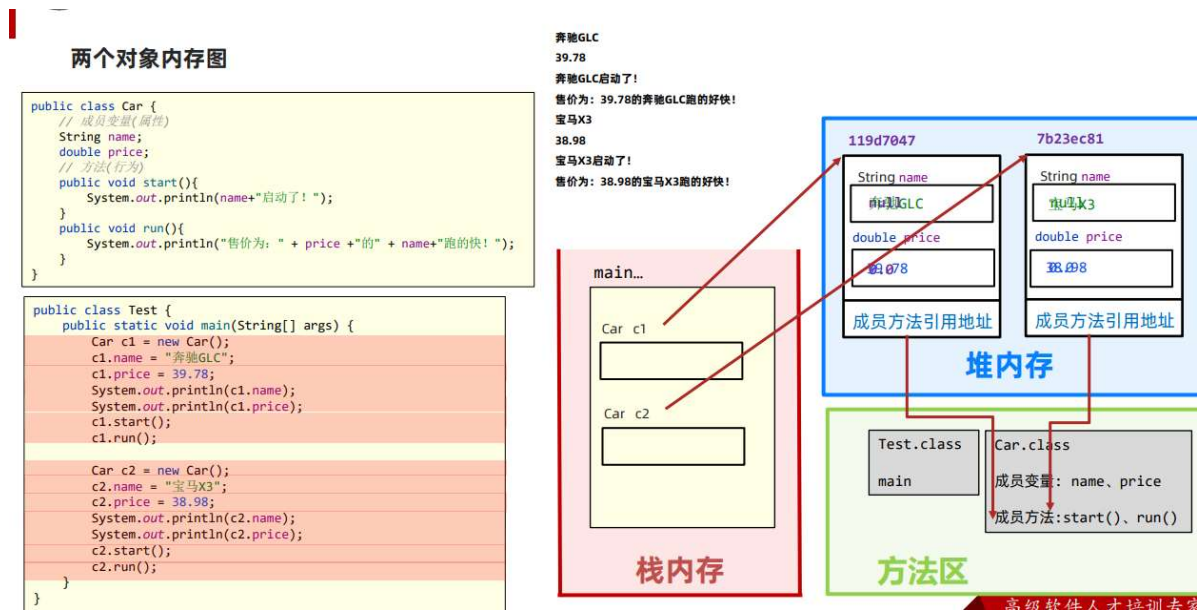 两个对象内存图
public class Car {
// 成员变量(属性)
String name;
double price;
// 方法(行为)
public void start(){
System.out.println(name+"启动了!");
}
public void run(){
System.out.println("售价为: " + price +"的" + name+"跑的快!");
}
}
public class Test {
public static void main(String[] args) {
Car c1 = new Car();
c1.name = "奔驰GLC";
c1.price = 39.78;
System.out.println(c1.name);
System.out.println(c1.price);
c1.start();
c1.run();
Car c2 = new Car();
c2.name = "宝马X3";
c2.price = 38.98;
System.out.println(c2.name);
System.out.println(c2.price);
c2.start();
c2.run();
}
}
奔驰GLC
39.78
奔驰GLC启动了!
售价为: 39.78的奔驰GLC跑的好快!
宝马X3
38.98
宝马X3启动了!
售价为: 38.98的宝马X3跑的好快!
main…
Car c1
Car c2
栈内存
119d7047
String name
double price
成员方法引用地址
7b23ec81
String name
double price
成员方法引用地址
堆内存
Test.class
main
Car.class
成员变量: name、price
成员方法:start()、run()
方法区
高级软件人才培训专家